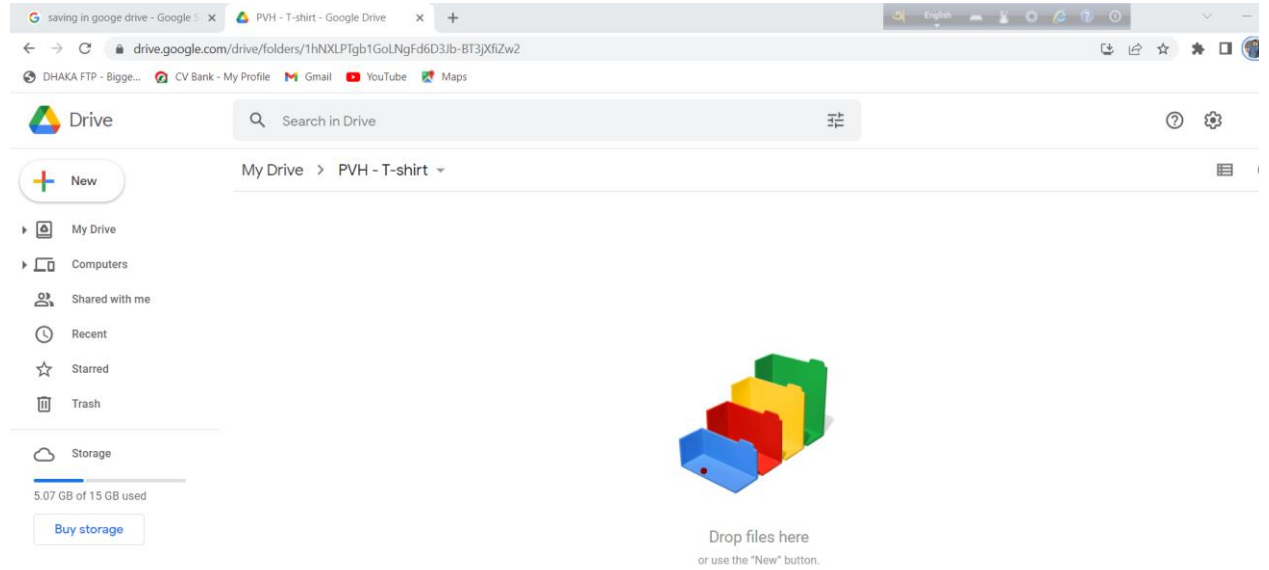 saving in googe drive - Google S
PVH - T-shirt - Google Drive
English
drive.google.com/drive/folders/1hNXLPTgb1GoLNgFd6D3Jb-BT3jXfiZw2
DHAKA FTP - Bigge... CV Bank - My Profile Gmail YouTube Maps
Drive
Search in Drive
New
My Drive > PVH - T-shirt
My Drive
Computers
Shared with me
Recent
Starred
Trash
Storage
5.07 GB of 15 GB used
Buy storage
Drop files here
or use the "New" button.